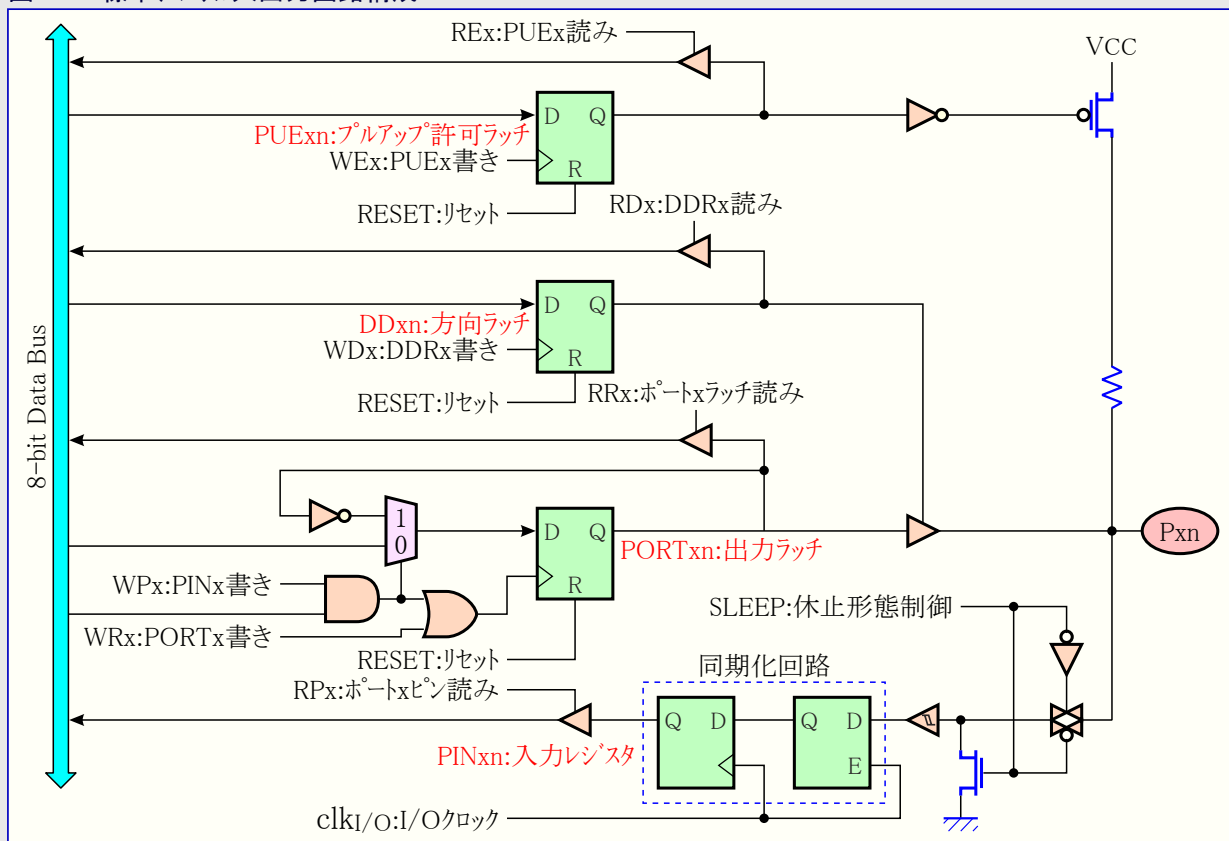 REx:PUEx読み
VCC
D Q
PUExn:プルアップ許可ラッチ
WEx:PUEx書き
R
RESET:リセット
RDx:DDRx読み
D Q
DDxn:方向ラッチ
WDx:DDRx書き
R
RESET:リセット
RRx:ポートxラッチ読み
8-bit Data Bus
1
0
D Q
PORTxn:出力ラッチ
Pxn
WPx:PINx書き
R
WRx:PORTx書き
SLEEP:休止形態制御
RESET:リセット
同期化回路
RPx:ポートxピン読み
Q D
Q D
PINxn:入力レジスタ
E
clkI/O:I/Oクロック